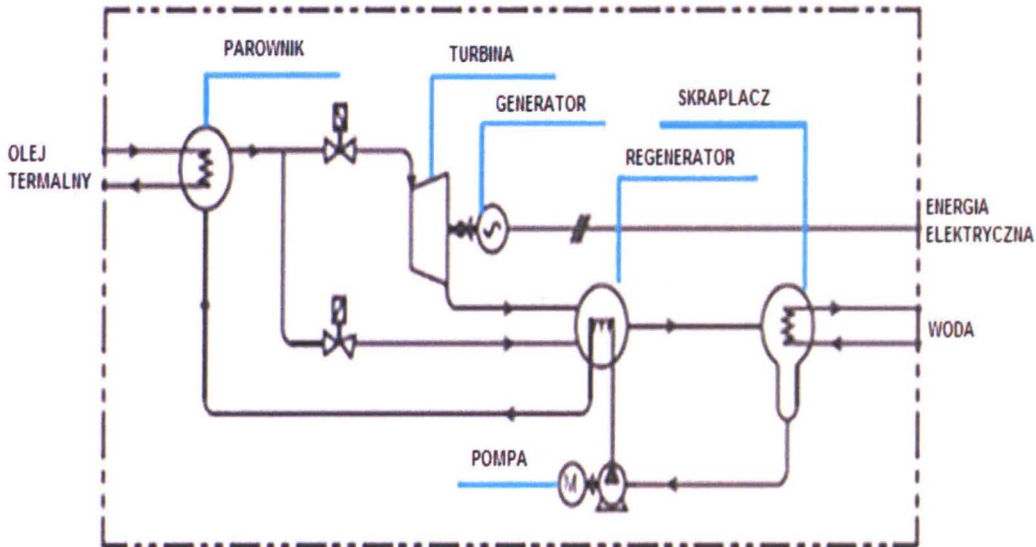 PAROWNIK
TURBINA
GENERATOR
SKRAPLACZ
REGENERATOR
OLEJ
TERMALNY
ENERGIA
ELEKTRYCZNA
WODA
POMPA
M